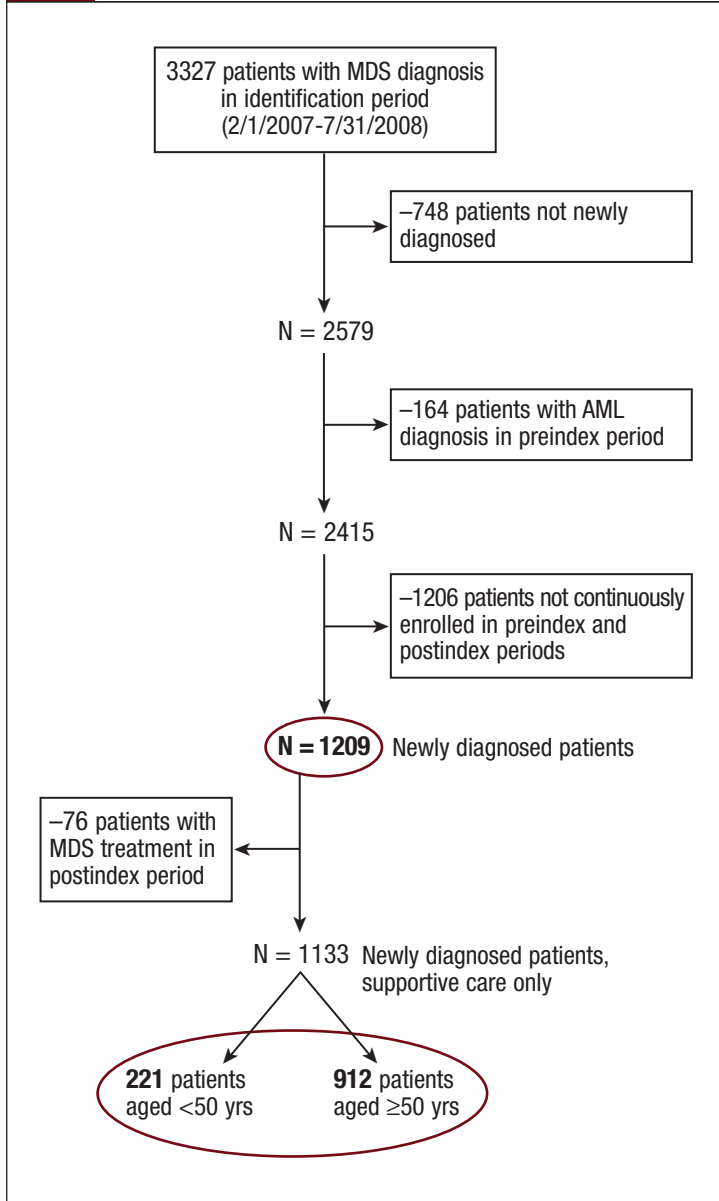 3327 patients with MDS diagnosis
in identification period
(2/1/2007-7/31/2008)
–748 patients not newly
diagnosed
N = 2579
–164 patients with AML
diagnosis in preindex period
N = 2415
–1206 patients not continuously
enrolled in preindex and
postindex periods
N = 1209 Newly diagnosed patients
–76 patients with
MDS treatment in
postindex period
N = 1133 Newly diagnosed patients,
supportive care only
221 patients
aged <50 yrs
912 patients
aged ≥50 yrs